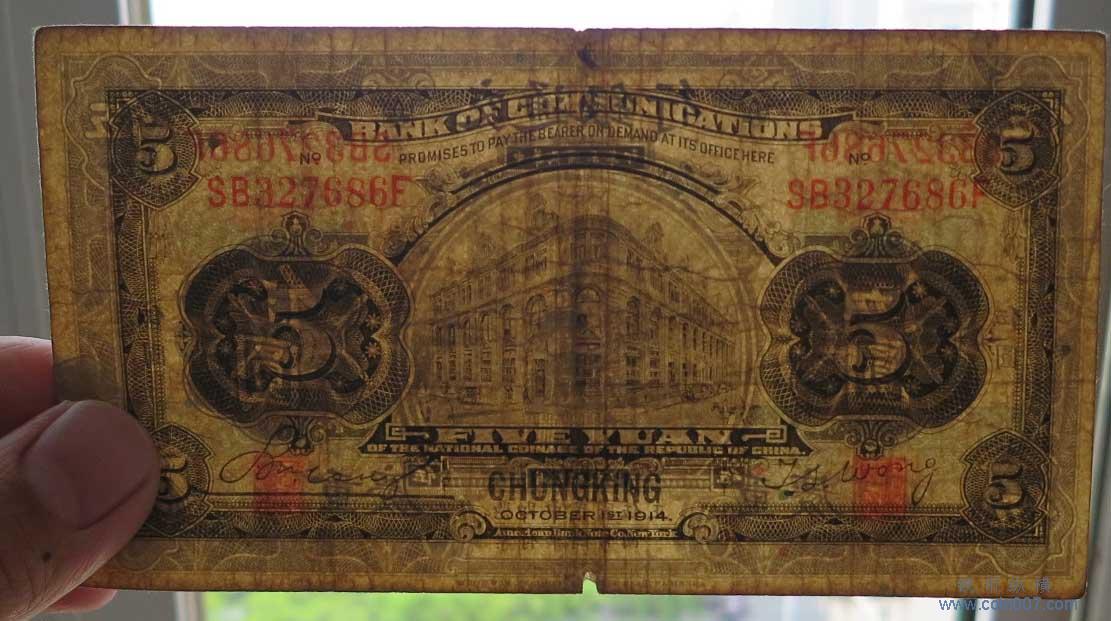 BANK OF COMMUNICATIONS
PROMISES TO PAY THE BEARER ON DEMAND AT ITS OFFICE HERE
5 5
No No
SB327686F SB327686F
5 5
FIVE YUAN
OF THE NATIONAL CURRENCY OF THE REPUBLIC OF CHINA.
5 CHUNGKING 5
OCTOBER 1ST 1914.
American Bank Note Co. New York.
www.coin007.com